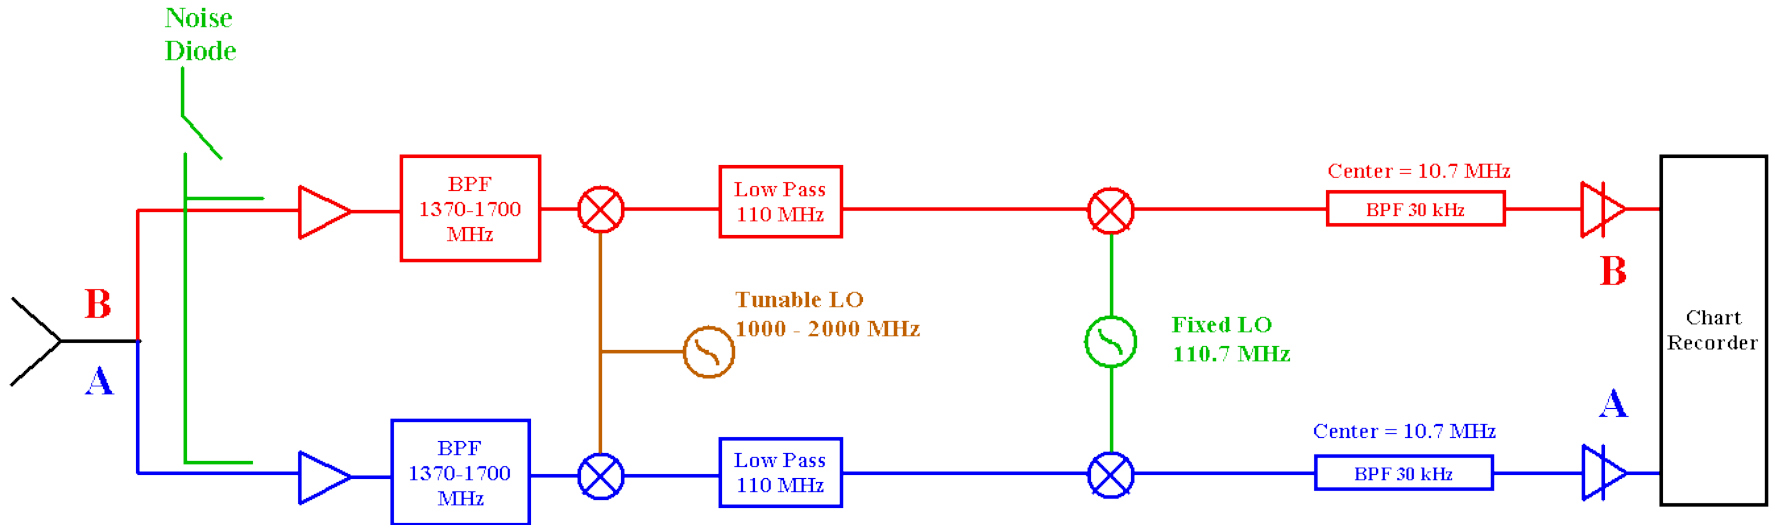 Noise
Diode
BPF
1370-1700
MHz
Low Pass
110 MHz
Center = 10.7 MHz
BPF 30 kHz
B
B
Tunable LO
1000 - 2000 MHz
Fixed LO
110.7 MHz
Chart
Recorder
A
A
BPF
1370-1700
MHz
Low Pass
110 MHz
Center = 10.7 MHz
BPF 30 kHz